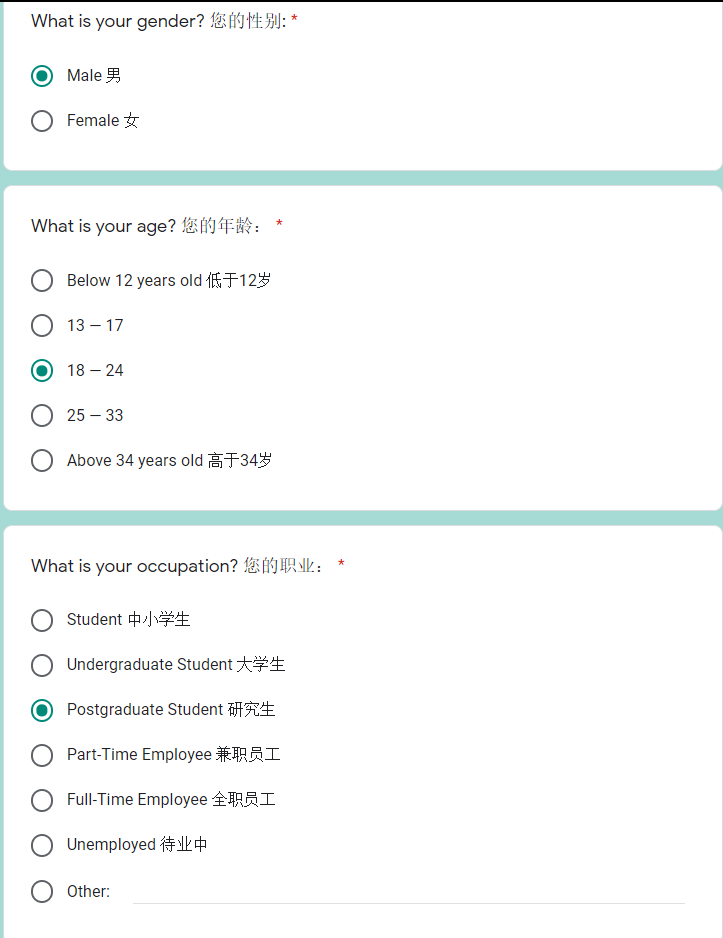 What is your gender? 您的性别: *
Male 男
Female 女
What is your age? 您的年龄： *
Below 12 years old 低于12岁
13 – 17
18 – 24
25 – 33
Above 34 years old 高于34岁
What is your occupation? 您的职业： *
Student 中小学生
Undergraduate Student 大学生
Postgraduate Student 研究生
Part-Time Employee 兼职员工
Full-Time Employee 全职员工
Unemployed 待业中
Other: